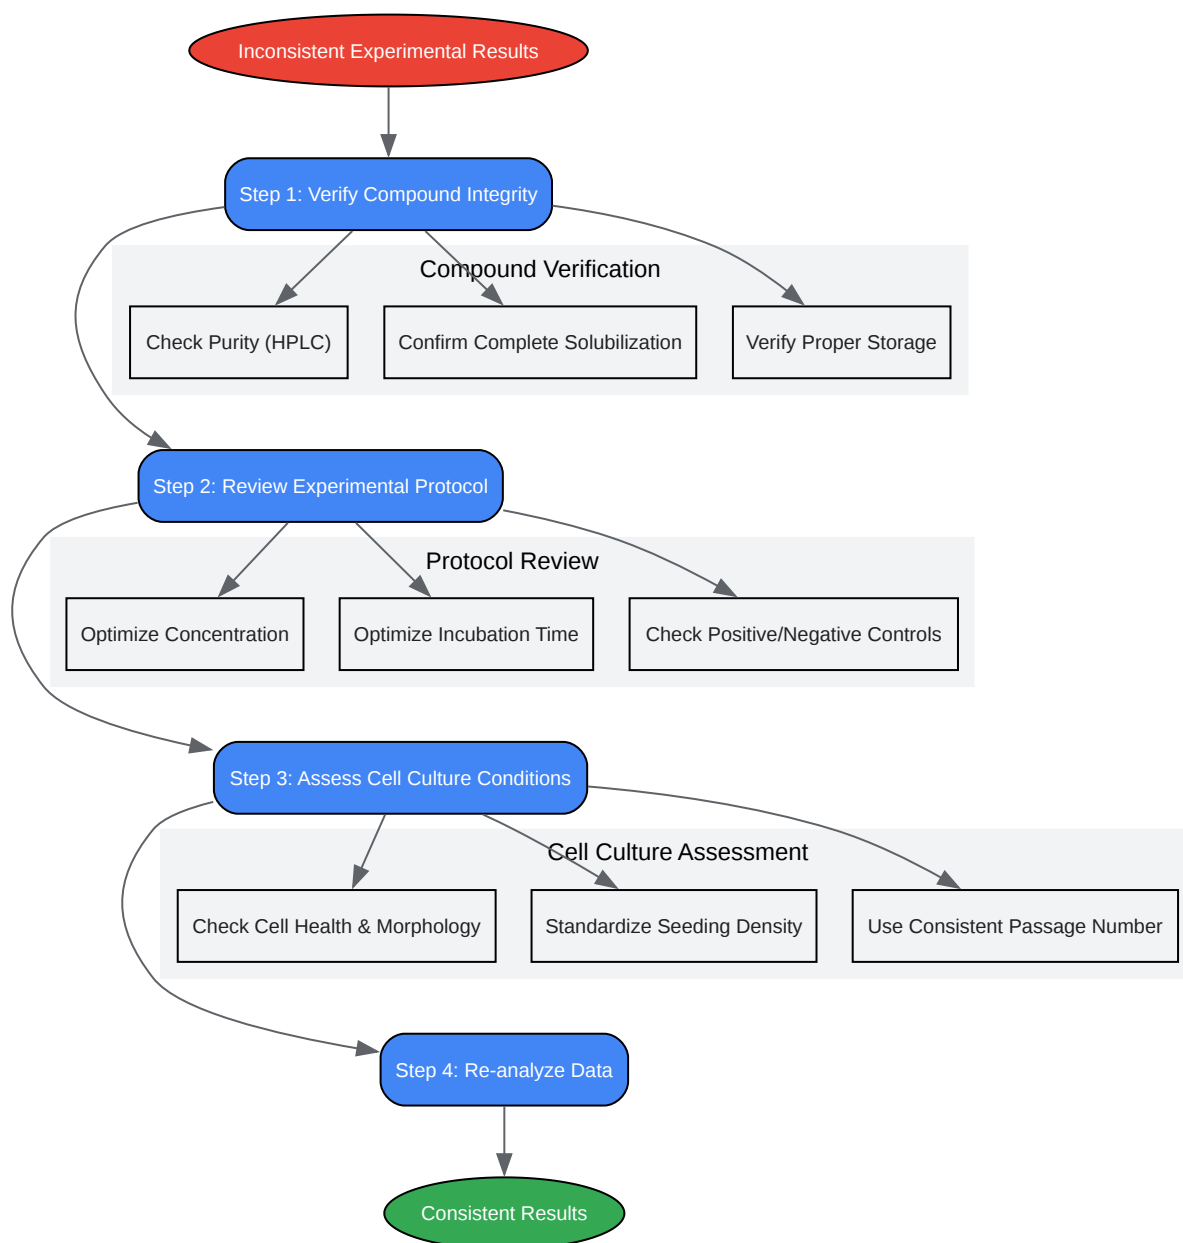 Inconsistent Experimental Results
Step 1: Verify Compound Integrity
Compound Verification
Check Purity (HPLC)
Confirm Complete Solubilization
Verify Proper Storage
Step 2: Review Experimental Protocol
Protocol Review
Optimize Concentration
Optimize Incubation Time
Check Positive/Negative Controls
Step 3: Assess Cell Culture Conditions
Cell Culture Assessment
Check Cell Health & Morphology
Standardize Seeding Density
Use Consistent Passage Number
Step 4: Re-analyze Data
Consistent Results